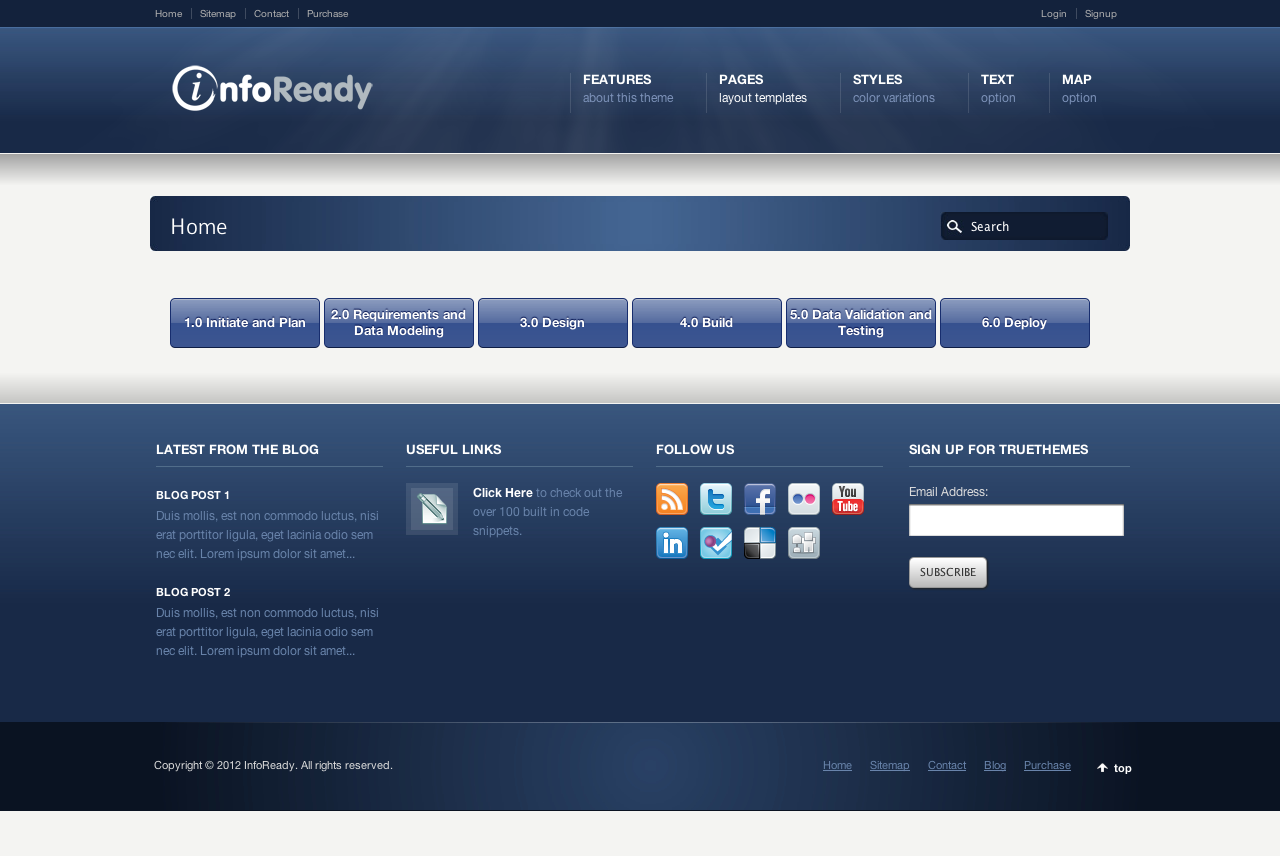 Home Sitemap Contact Purchase Login Signup
infoReady
FEATURES PAGES STYLES TEXT MAP
about this theme layout templates color variations option option
Home
Search
1.0 Initiate and Plan
2.0 Requirements and
Data Modeling
3.0 Design
4.0 Build
5.0 Data Validation and
Testing
6.0 Deploy
LATEST FROM THE BLOG
BLOG POST 1
Duis mollis, est non commodo luctus, nisi
erat porttitor ligula, eget lacinia odio sem
nec elit. Lorem ipsum dolor sit amet...
BLOG POST 2
Duis mollis, est non commodo luctus, nisi
erat porttitor ligula, eget lacinia odio sem
nec elit. Lorem ipsum dolor sit amet...
USEFUL LINKS
Click Here to check out the
over 100 built in code
snippets.
FOLLOW US
You
Tube
in
SIGN UP FOR TRUETHEMES
Email Address:
SUBSCRIBE
Copyright © 2012 InfoReady. All rights reserved.
Home Sitemap Contact Blog Purchase top